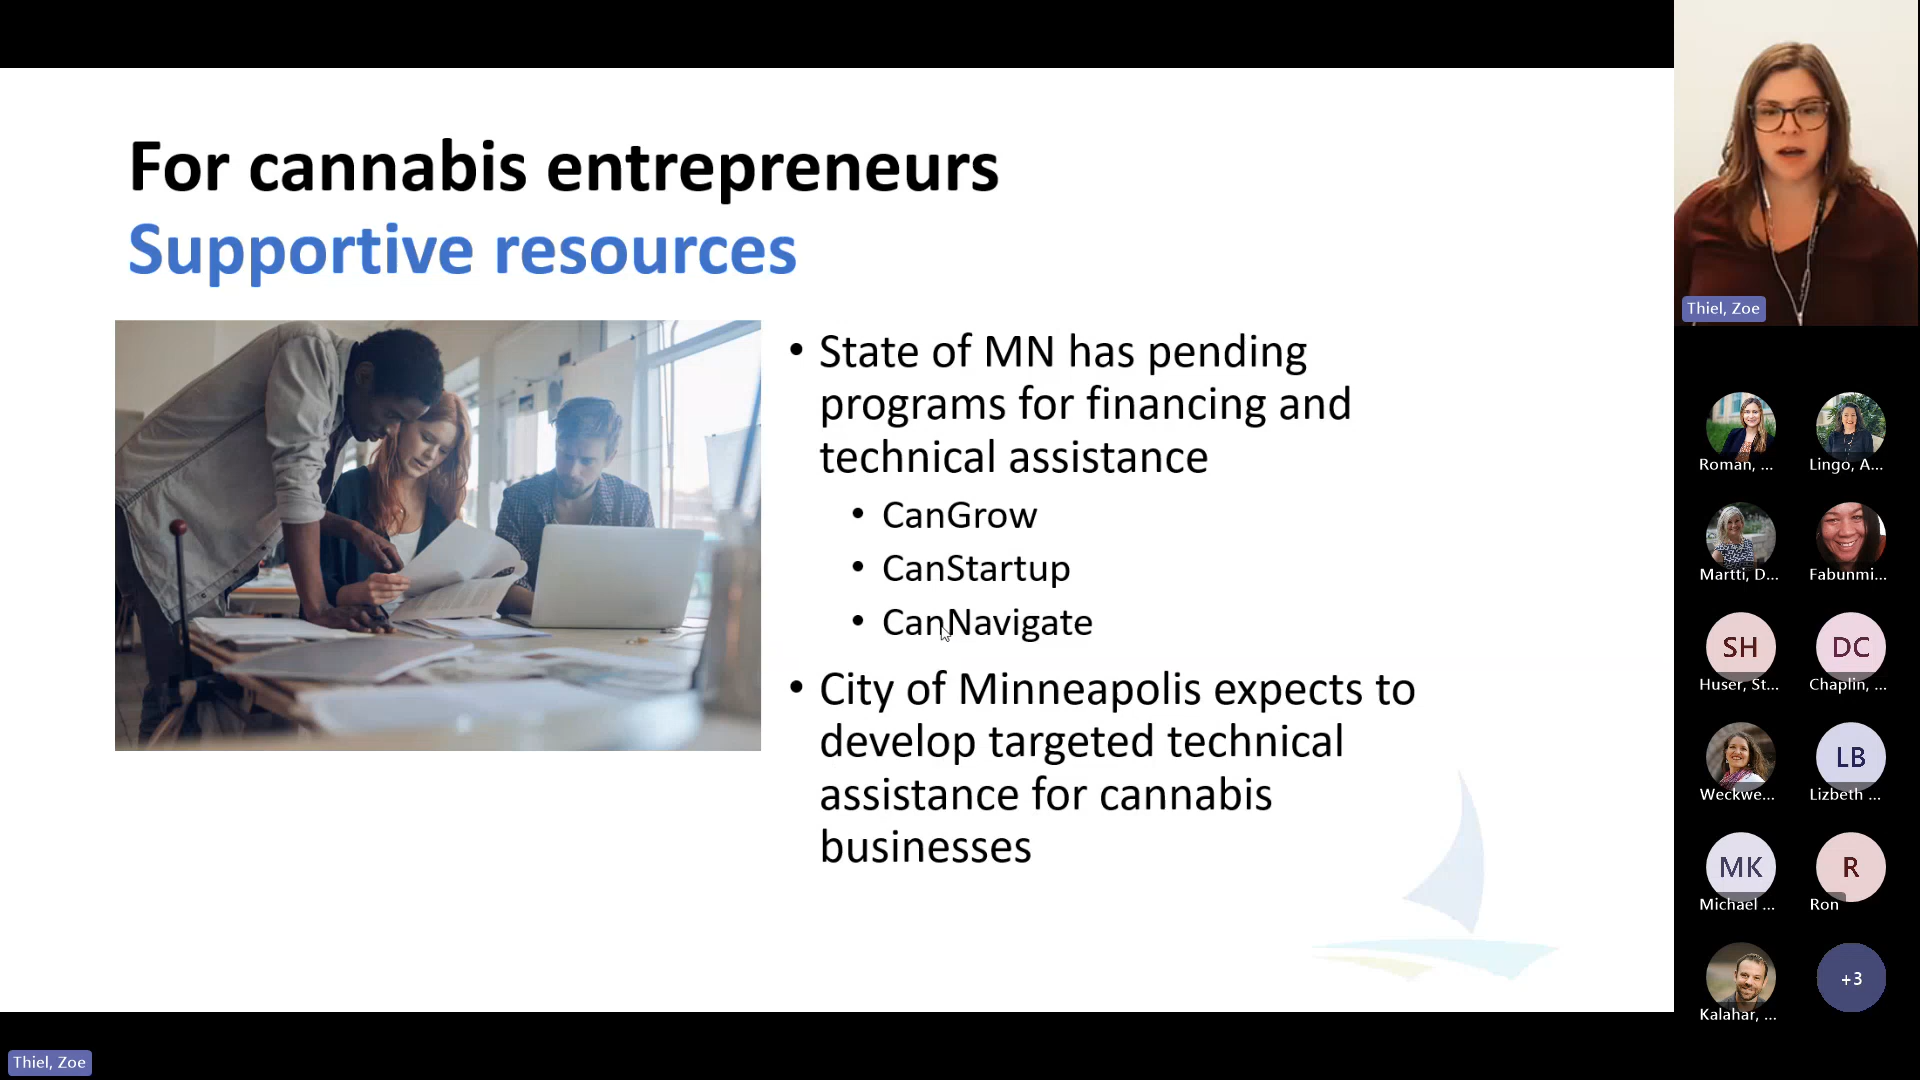 For cannabis entrepreneurs
Supportive resources
• State of MN has pending
programs for financing and
technical assistance
• CanGrow
• CanStartup
• CanNavigate
• City of Minneapolis expects to
develop targeted technical
assistance for cannabis
businesses
Thiel, Zoe
Roman, ...
Lingo, A...
Martti, D...
Fabunmi...
SH
Huser, St...
DC
Chaplin, ...
Weckwe...
LB
Lizbeth ...
MK
Michael ...
R
Ron
Kalahar, ...
+3
Thiel, Zoe